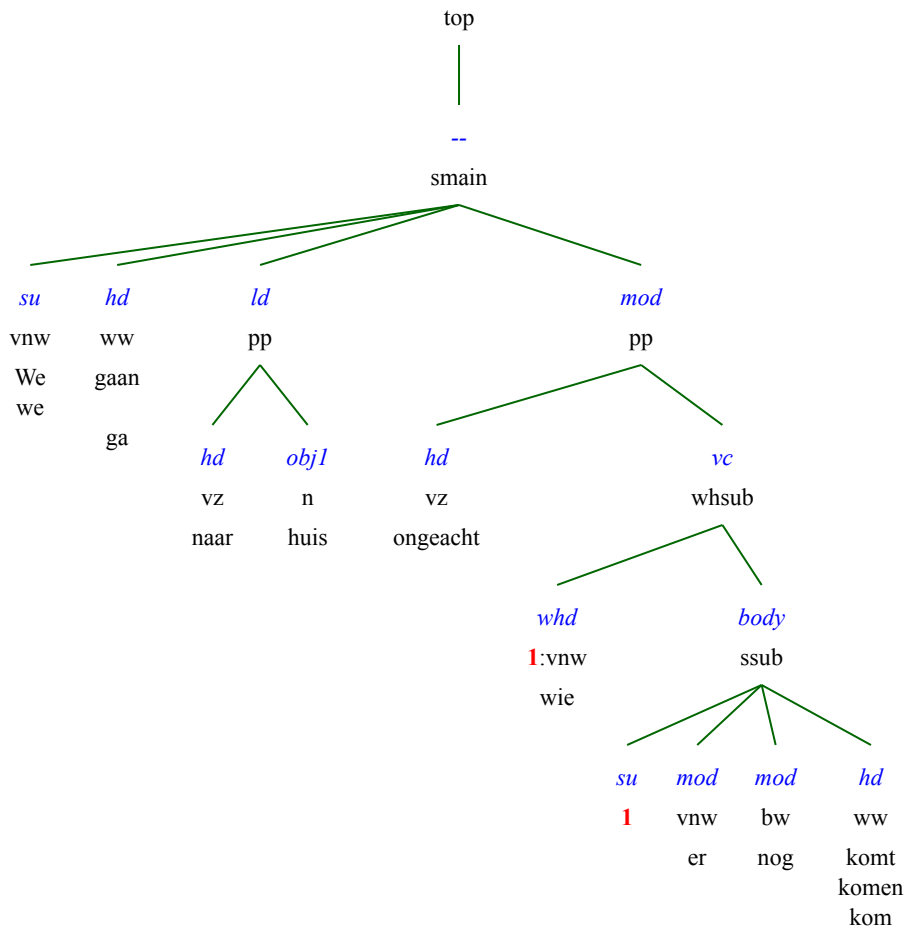 top
--
smain
su hd ld mod
vnw ww pp pp
We gaan
we
ga
hd obj1 hd vc
vz n vz whsub
naar huis ongeacht
whd body
1:vnw ssub
wie
su mod mod hd
1 vnw bw ww
er nog komt
komen
kom